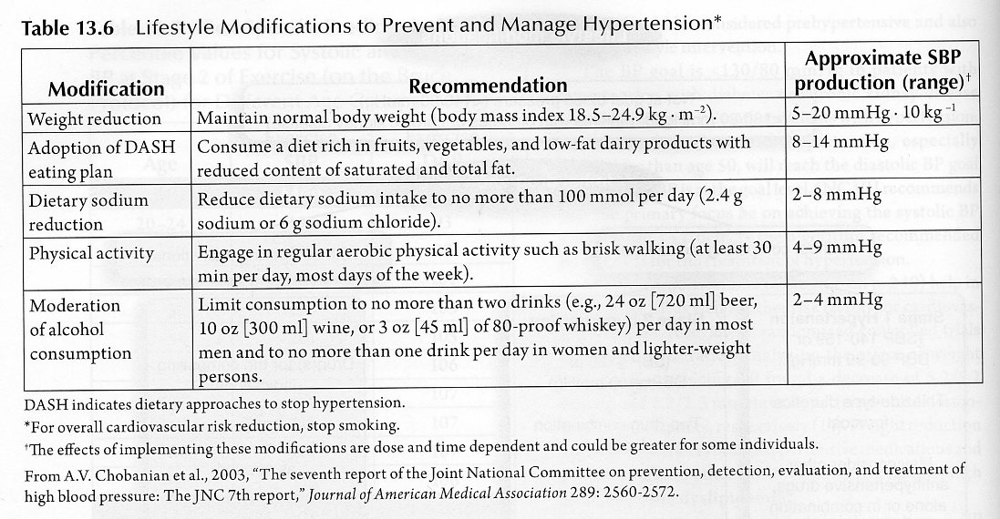 Table 13.6 Lifestyle Modifications to Prevent and Manage Hypertension*
Modification
Recommendation
Approximate SBP
production (range)†
Weight reduction
Maintain normal body weight (body mass index 18.5–24.9 kg · m⁻²).
5–20 mmHg · 10 kg⁻¹
Adoption of DASH
eating plan
Consume a diet rich in fruits, vegetables, and low-fat dairy products with
reduced content of saturated and total fat.
8–14 mmHg
Dietary sodium
reduction
Reduce dietary sodium intake to no more than 100 mmol per day (2.4 g
sodium or 6 g sodium chloride).
2–8 mmHg
Physical activity
Engage in regular aerobic physical activity such as brisk walking (at least 30
min per day, most days of the week).
4–9 mmHg
Moderation
of alcohol
consumption
Limit consumption to no more than two drinks (e.g., 24 oz [720 ml] beer,
10 oz [300 ml] wine, or 3 oz [45 ml] of 80-proof whiskey) per day in most
men and to no more than one drink per day in women and lighter-weight
persons.
2–4 mmHg
DASH indicates dietary approaches to stop hypertension.
*For overall cardiovascular risk reduction, stop smoking.
†The effects of implementing these modifications are dose and time dependent and could be greater for some individuals.
From A.V. Chobanian et al., 2003, “The seventh report of the Joint National Committee on prevention, detection, evaluation, and treatment of
high blood pressure: The JNC 7th report,” Journal of American Medical Association 289: 2560-2572.